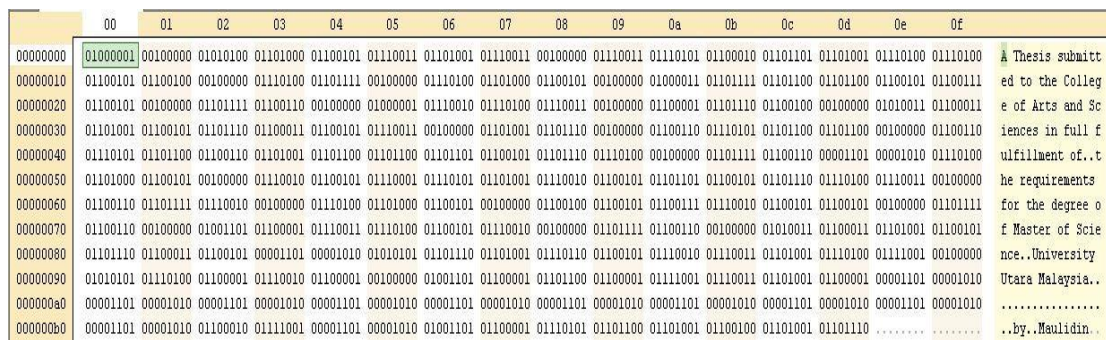 00 01 02 03 04 05 06 07 08 09 0a 0b 0c 0d 0e 0f
00000000 01000001 00100000 01010100 01101000 01100101 01110011 01101001 01110011 00100000 01110011 01110101 01100010 01101101 01101001 01110100 01110100 A Thesis submitt
00000010 01100101 01100100 00100000 01110100 01101111 00100000 01110100 01101000 01100101 00100000 01000011 01101111 01101100 01101100 01100101 01100111 ed to the Colleg
00000020 01100101 00100000 01101111 01100110 00100000 01000001 01110010 01110100 01110011 00100000 01100001 01101110 01100100 00100000 01010011 01100011 e of Arts and Sc
00000030 01101001 01100101 01101110 01100011 01100101 01110011 00100000 01101001 01101110 00100000 01100110 01110101 01101100 01101100 00100000 01100110 iences in full f
00000040 01110101 01101100 01100110 01101001 01101100 01101100 01101101 01100101 01101110 01110100 00100000 01101111 01100110 00001101 00001010 01110100 ulfillment of..t
00000050 01101000 01100101 00100000 01110010 01100101 01110001 01110101 01101001 01110010 01100101 01101101 01100101 01101110 01110100 01110011 00100000 he requirements
00000060 01100110 01101111 01110010 00100000 01110100 01101000 01100101 00100000 01100100 01100101 01100111 01110010 01100101 01100101 00100000 01101111 for the degree o
00000070 01100110 00100000 01001101 01100001 01110011 01110100 01100101 01110010 00100000 01101111 01100110 00100000 01010011 01100011 01101001 01100101 f Master of Scie
00000080 01101110 01100011 01100101 00001101 00001010 01010101 01101110 01101001 01110110 01100101 01110010 01110011 01101001 01110100 01111001 00100000 nce..University
00000090 01010101 01110100 01100001 01110010 01100001 00100000 01001101 01100001 01101100 01100001 01111001 01110011 01101001 01100001 00001101 00001010 Utara Malaysia..
000000a0 00001101 00001010 00001101 00001010 00001101 00001010 00001101 00001010 00001101 00001010 00001101 00001010 00001101 00001010 00001101 00001010 ................
000000b0 00001101 00001010 01100010 01111001 00001101 00001010 01001101 01100001 01110101 01101100 01101001 01100100 01101001 01101110 ........ ........ ..by..Maulidin..